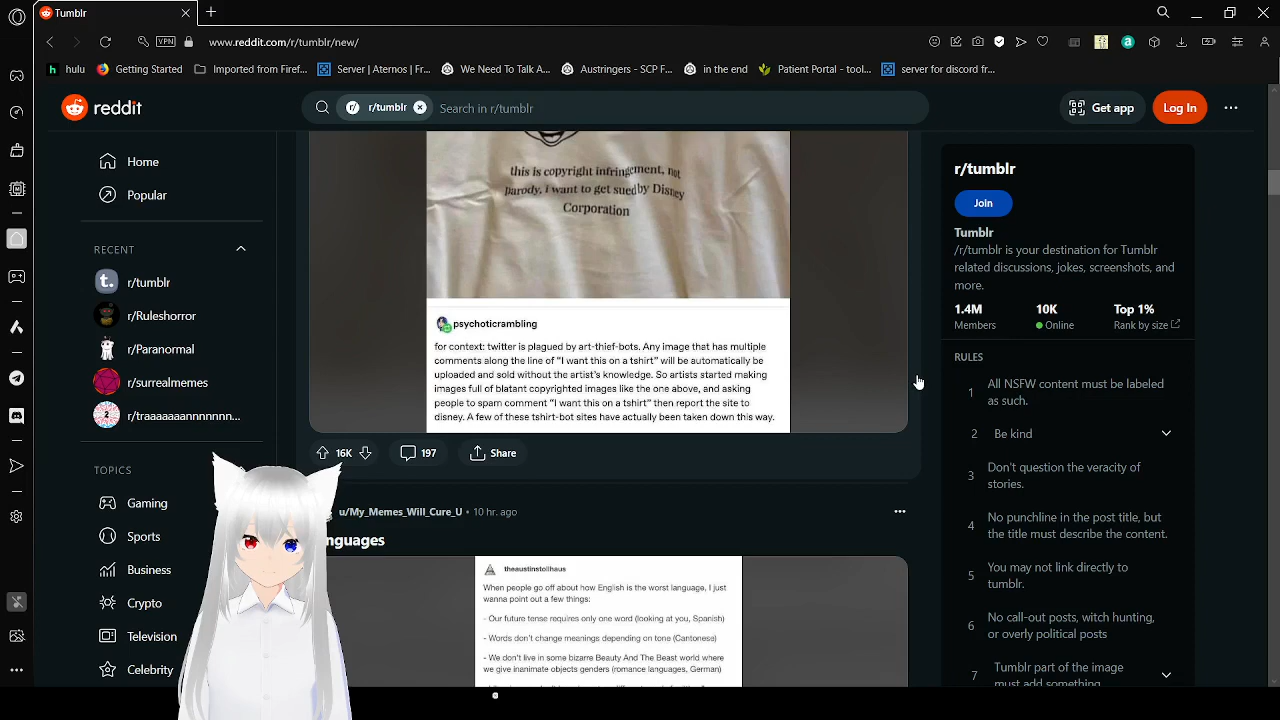 Tumblr
VPN
www.reddit.com/r/tumblr/new/
hulu
Getting Started
Imported from Firef...
Server | Aternos | Fr...
We Need To Talk A...
Austringers - SCP F...
in the end
Patient Portal - tool...
server for discord fr...
reddit
r/
r/tumblr
Search in r/tumblr
Get app
Log In
Home
Popular
RECENT
r/tumblr
r/Ruleshorror
r/Paranormal
r/surrealmemes
r/traaaaaaannnnnnn...
TOPICS
Gaming
Sports
Business
Crypto
Television
Celebrity
this is copyright infringement, not
parody. i want to get sued by Disney
Corporation
psychoticrambling
for context: twitter is plagued by art-thief-bots. Any image that has multiple
comments along the line of “I want this on a tshirt” will be automatically be
uploaded and sold without the artist’s knowledge. So artists started making
images full of blatant copyrighted images like the one above, and asking
people to spam comment “I want this on a tshirt” then report the site to
disney. A few of these tshirt-bot sites have actually been taken down this way.
16K
197
Share
u/My_Memes_Will_Cure_U • 10 hr. ago
nguages
theaustinstollhaus
When people go off about how English is the worst language, I just
wanna point out a few things:
- Our future tense requires only one word (looking at you, Spanish)
- Words don’t change meanings depending on tone (Cantonese)
- We don’t live in some bizarre Beauty And The Beast world where
we give inanimate objects genders (romance languages, German)
r/tumblr
Join
Tumblr
/r/tumblr is your destination for Tumblr
related discussions, jokes, screenshots, and
more.
1.4M
10K
Top 1%
Members
Online
Rank by size
RULES
1 All NSFW content must be labeled
as such.
2 Be kind
3 Don't question the veracity of
stories.
4 No punchline in the post title, but
the title must describe the content.
5 You may not link directly to
tumblr.
6 No call-out posts, witch hunting,
or overly political posts
7 Tumblr part of the image
must add something